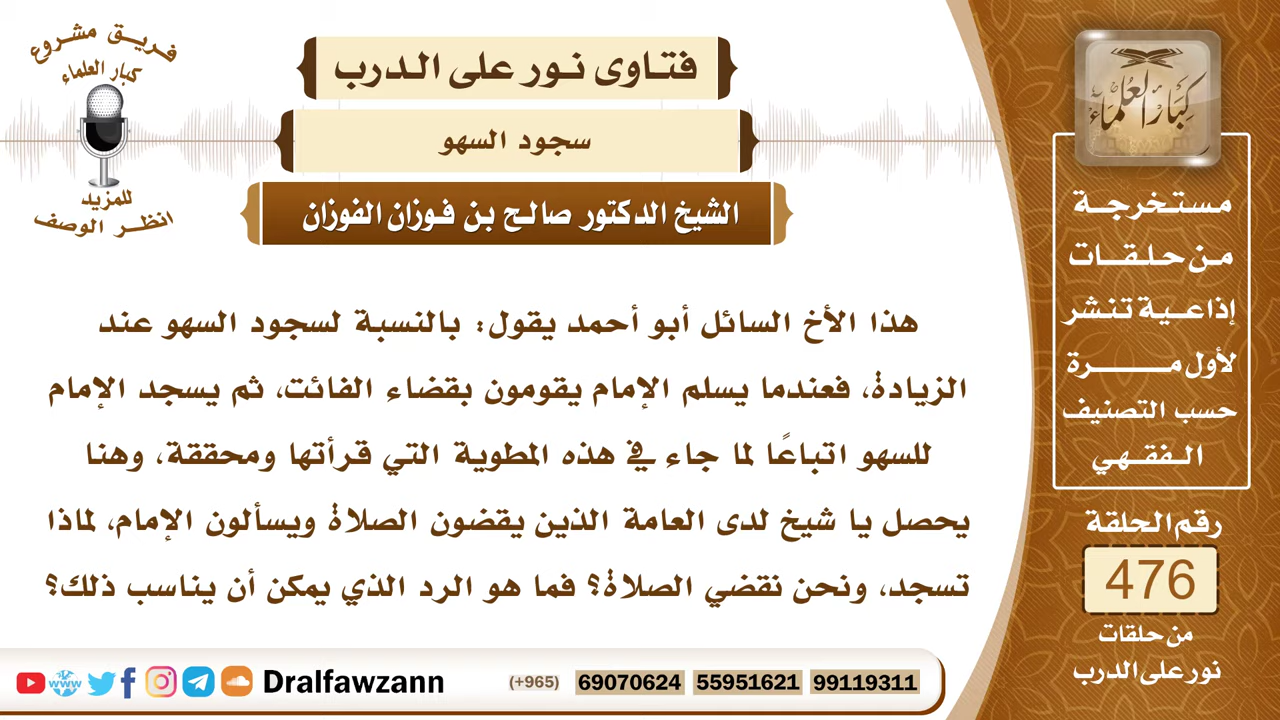 فريق مشروع
كبار العلماء
للمزيد
انظر الوصف
فتاوى نور على الدرب
سجود السهو
الشيخ الدكتور صالح بن فوزان الفوزان
هذا الأخ السائل أبو أحمد يقول: بالنسبة لسجود السهو عند
الزيادة، فعندما يسلم الإمام يقومون بقضاء الفائت، ثم يسجد الإمام
للسهو اتباعًا لما جاء في هذه المطوية التي قرأتها ومحققة، وهنا
يحصل يا شيخ لدى العامة الذين يقضون الصلاة ويسألون الإمام، لماذا
تسجد، ونحن نقضي الصلاة؟ فما هو الرد الذي يمكن أن يناسب ذلك؟
كبار العلماء
مستخرجة
من حلقات
إذاعية تنشر
لأول مرة
حسب التصنيف
الفقهي
رقم الحلقة
476
من حلقات
نور على الدرب
www
Dralfawzann
(+965) 69070624 55951621 99119311